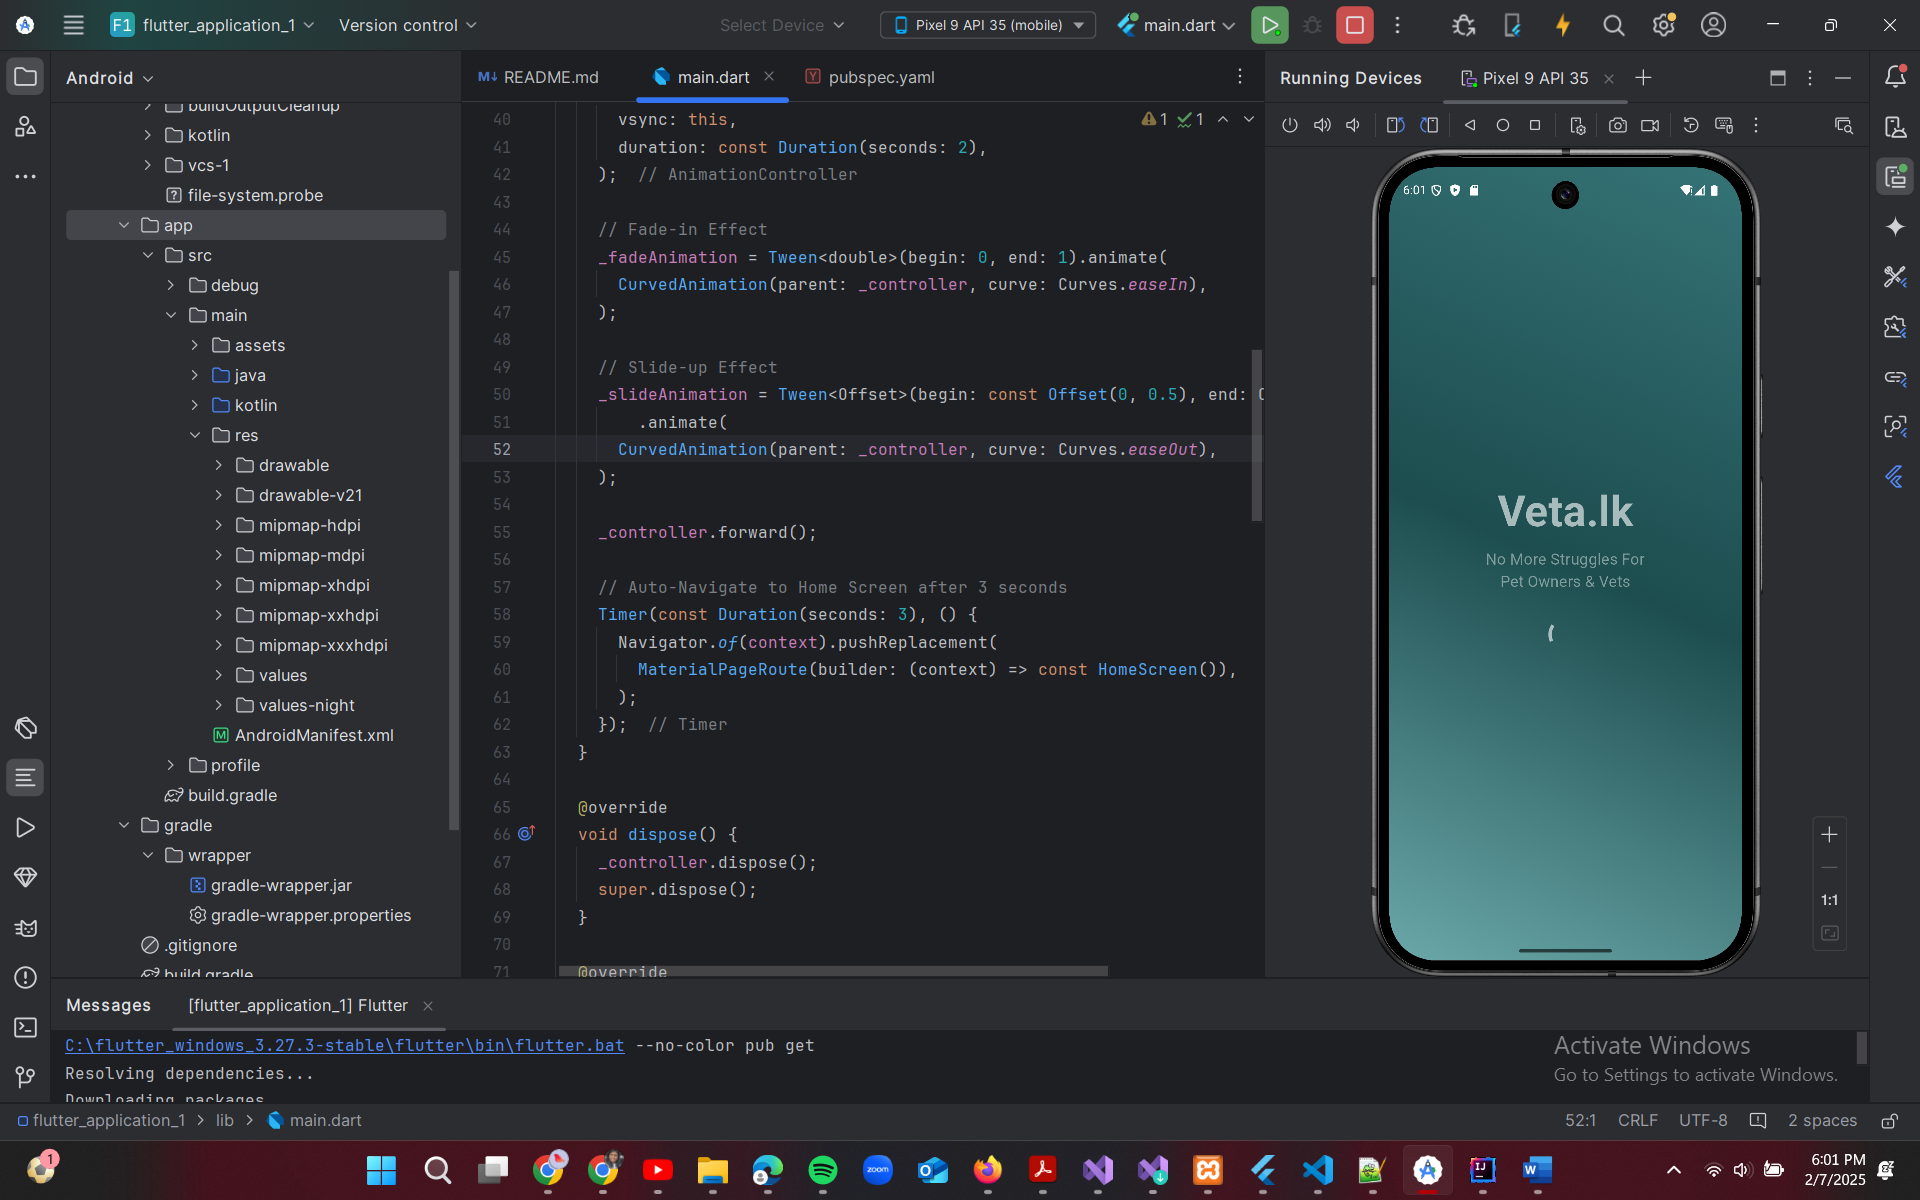 F1 flutter_application_1
Version control
Select Device
Pixel 9 API 35 (mobile)
main.dart
Android
buildOutputCleanup
kotlin
vcs-1
file-system.probe
app
src
debug
main
assets
java
kotlin
res
drawable
drawable-v21
mipmap-hdpi
mipmap-mdpi
mipmap-xhdpi
mipmap-xxhdpi
mipmap-xxxhdpi
values
values-night
AndroidManifest.xml
profile
build.gradle
gradle
wrapper
gradle-wrapper.jar
gradle-wrapper.properties
.gitignore
build.gradle
README.md
main.dart
pubspec.yaml
1 1
40 vsync: this,
41 duration: const Duration(seconds: 2),
42 ); // AnimationController
43
44 // Fade-in Effect
45 _fadeAnimation = Tween<double>(begin: 0, end: 1).animate(
46 CurvedAnimation(parent: _controller, curve: Curves.easeIn),
47 );
48
49 // Slide-up Effect
50 _slideAnimation = Tween<Offset>(begin: const Offset(0, 0.5), end:
51 .animate(
52 CurvedAnimation(parent: _controller, curve: Curves.easeOut),
53 );
54
55 _controller.forward();
56
57 // Auto-Navigate to Home Screen after 3 seconds
58 Timer(const Duration(seconds: 3), () {
59 Navigator.of(context).pushReplacement(
60 MaterialPageRoute(builder: (context) => const HomeScreen()),
61 );
62 }); // Timer
63 }
64
65 @override
66 void dispose() {
67 _controller.dispose();
68 super.dispose();
69 }
70
71 @override
Running Devices
Pixel 9 API 35
6:01
Veta.lk
No More Struggles For
Pet Owners & Vets
1:1
Messages
[flutter_application_1] Flutter
C:\flutter_windows_3.27.3-stable\flutter\bin\flutter.bat --no-color pub get
Resolving dependencies...
Downloading packages
Activate Windows
Go to Settings to activate Windows.
flutter_application_1 > lib > main.dart
52:1 CRLF UTF-8 2 spaces
1
zoom
6:01 PM
2/7/2025